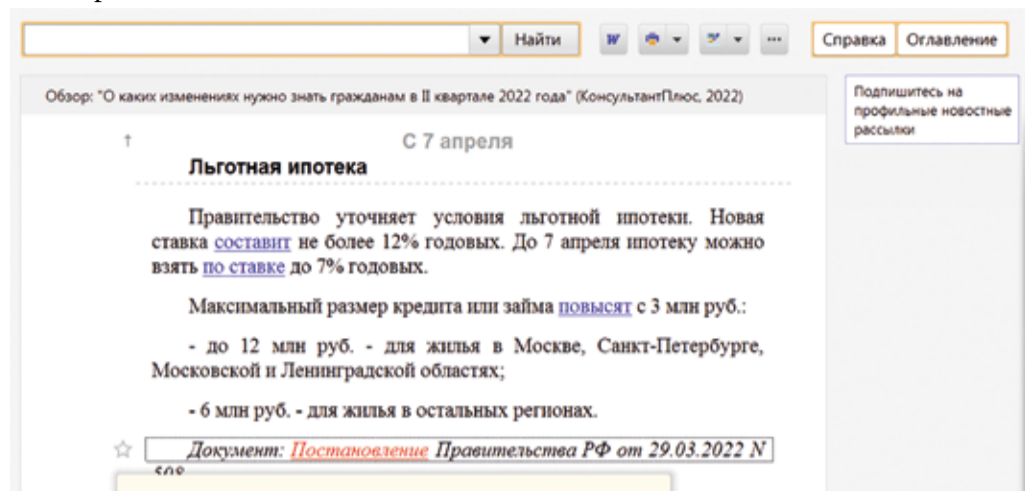 Найти
Справка
Оглавление
Обзор: "О каких изменениях нужно знать гражданам в II квартале 2022 года" (КонсультантПлюс, 2022)
Подпишитесь на
профильные новостные
рассылки
С 7 апреля
Льготная ипотека
Правительство уточняет условия льготной ипотеки. Новая
ставка составит не более 12% годовых. До 7 апреля ипотеку можно
взять по ставке до 7% годовых.
Максимальный размер кредита или займа повысят с 3 млн руб.:
- до 12 млн руб. - для жилья в Москве, Санкт-Петербурге,
Московской и Ленинградской областях;
- 6 млн руб. - для жилья в остальных регионах.
Документ: Постановление Правительства РФ от 29.03.2022 N
508